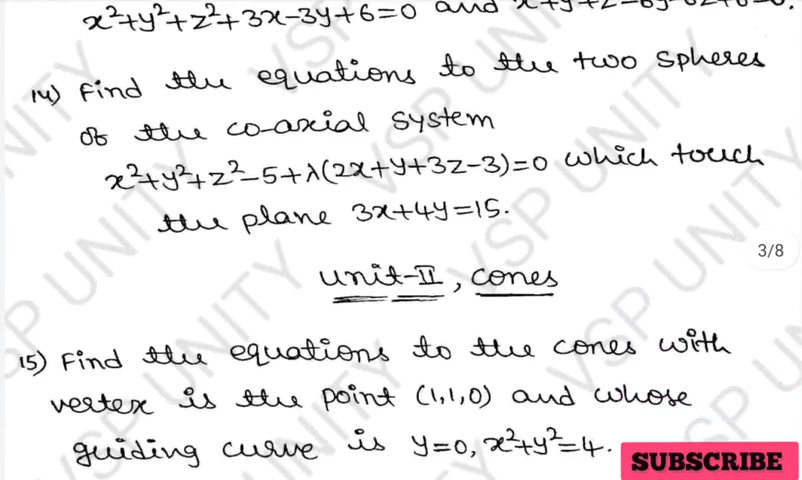 x²+y²+z²+3x-3y+6=0 and
14) Find the equations to the two spheres
of the co-axial system
x²+y²+z²-5+λ(2x+y+3z-3)=0 which touch
the plane 3x+4y=15.
3/8
Unit-II, Cones
15) Find the equations to the cones with
vertex is the point (1,1,0) and whose
guiding curve is y=0, x²+y²=4.
SUBSCRIBE
VSP UNITY